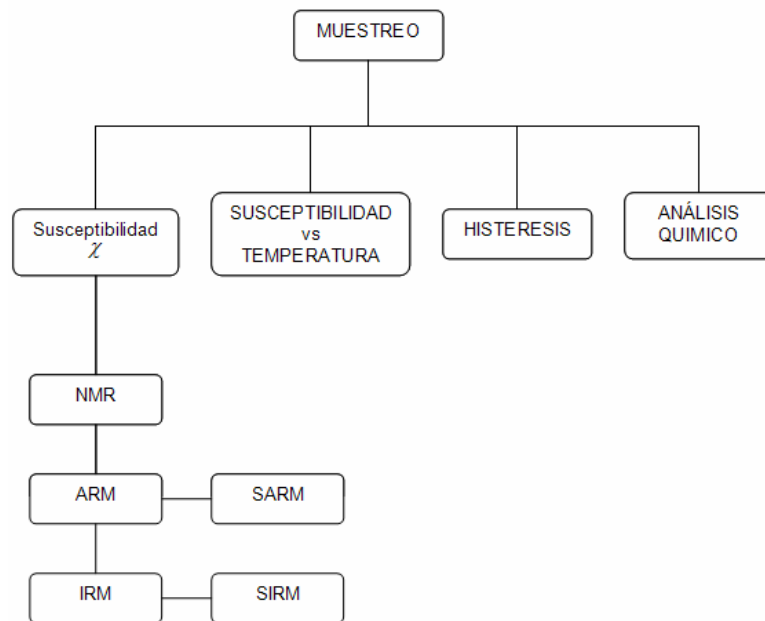 MUESTREO
Susceptibilidad
χ
SUSCEPTIBILIDAD
vs
TEMPERATURA
HISTERESIS
ANÁLISIS
QUIMICO
NMR
ARM
SARM
IRM
SIRM